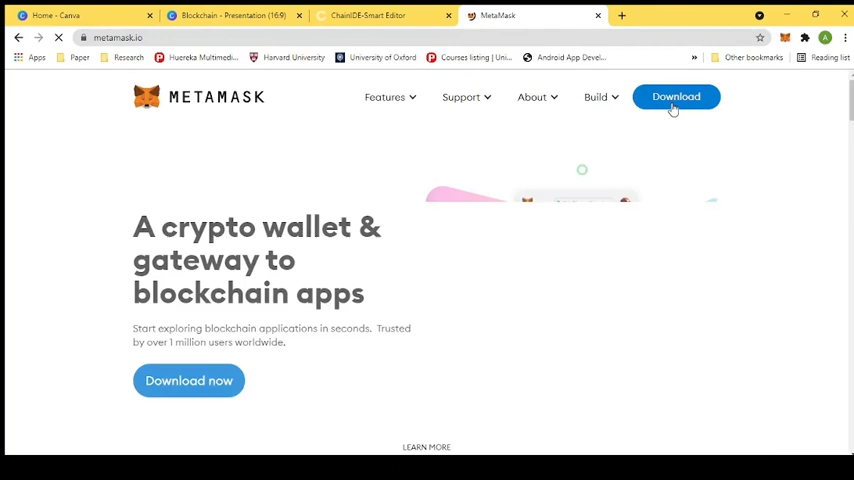 Home - Canva
Blockchain - Presentation (16:9)
ChainIDE-Smart Editor
MetaMask
metamask.io
A
Apps
Paper
Research
Huereka Multimedi...
Harvard University
University of Oxford
Courses listing | Uni...
Android App Devel...
Other bookmarks
Reading list
METAMASK
Features
Support
About
Build
Download
A crypto wallet &
gateway to
blockchain apps
Start exploring blockchain applications in seconds. Trusted
by over 1 million users worldwide.
Download now
LEARN MORE